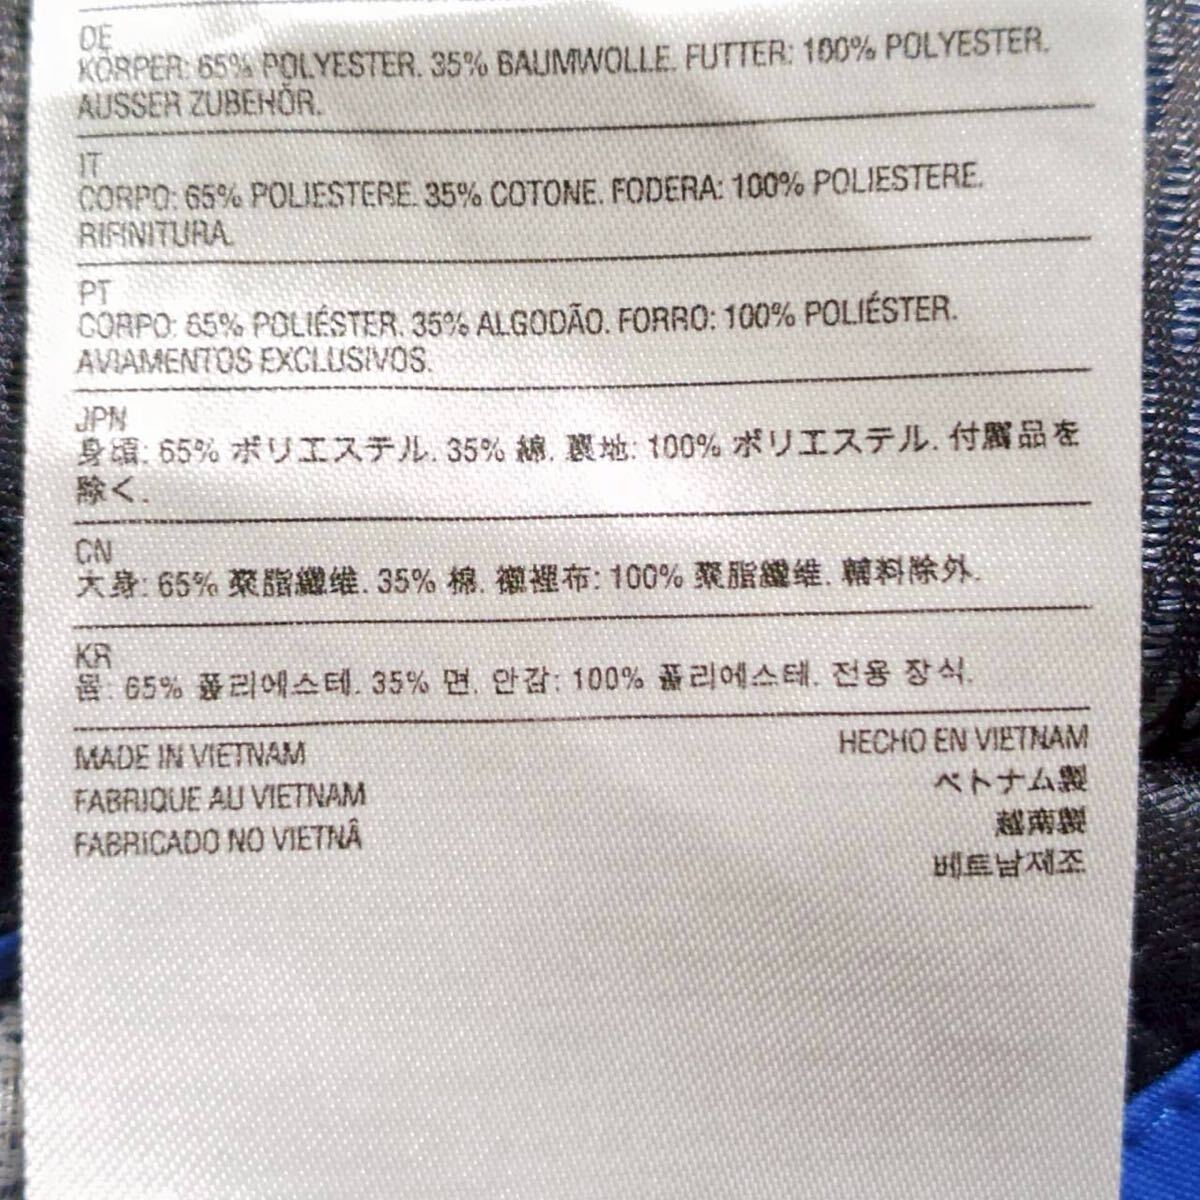 DE
KÖRPER: 65% POLYESTER. 35% BAUMWOLLE. FUTTER: 100% POLYESTER.
AUSSER ZUBEHÖR.
IT
CORPO: 65% POLIESTERE. 35% COTONE. FODERA: 100% POLIESTERE.
RIFINITURA.
PT
CORPO: 65% POLIÉSTER. 35% ALGODÃO. FORRO: 100% POLIÉSTER.
AVIAMENTOS EXCLUSIVOS.
JPN
身頃: 65% ポリエステル. 35% 綿. 裏地: 100% ポリエステル. 付属品を
除く.
CN
大身: 65% 聚脂纖维. 35% 棉. 襯裡布: 100% 聚脂纖维. 輔料除外.
KR
몸: 65% 폴리에스테. 35% 면. 안감: 100% 폴리에스테. 전용 장식.
MADE IN VIETNAM
FABRIQUE AU VIETNAM
FABRICADO NO VIETNÂ
HECHO EN VIETNAM
ベトナム製
越南製
베트남제조